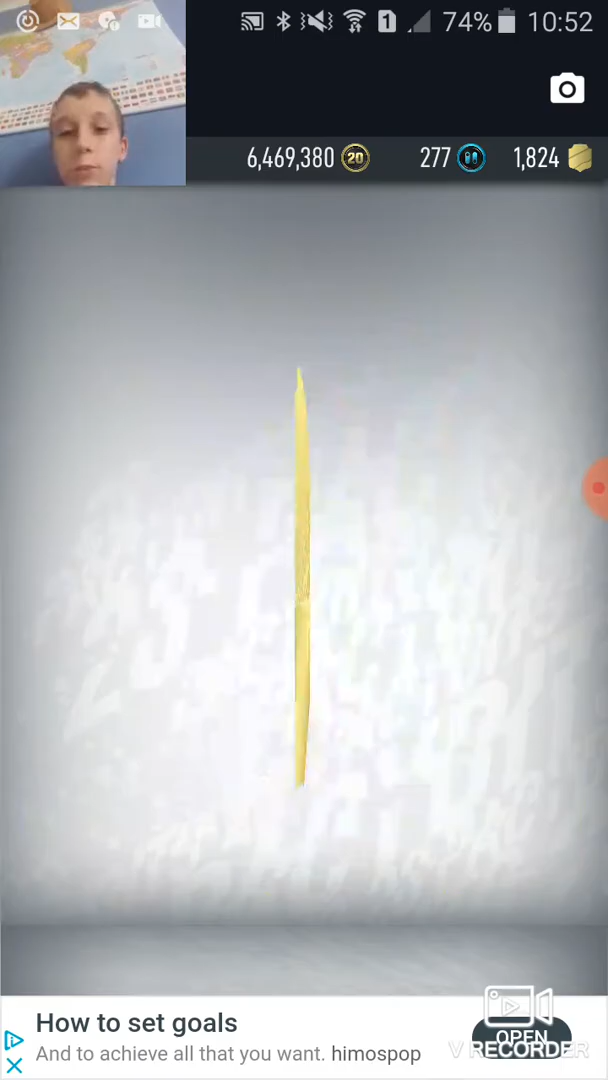 1 74% 10:52
6,469,380 20 277 1,824
How to set goals
And to achieve all that you want. himospop
OPEN
V RECORDER